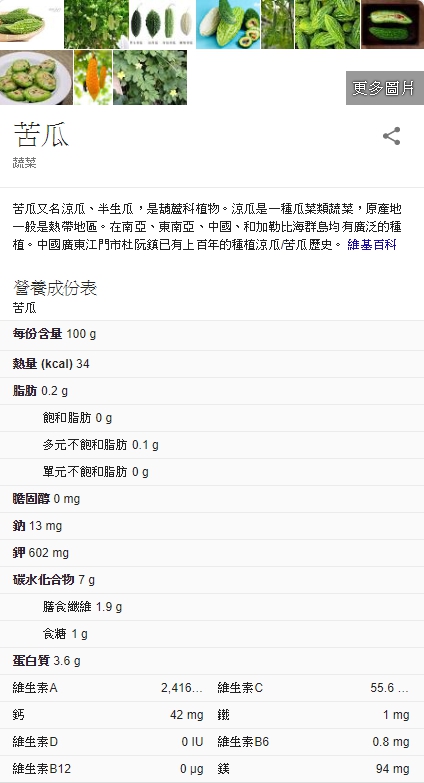 更多圖片
苦瓜
蔬菜
苦瓜又名涼瓜、半生瓜，是葫蘆科植物。涼瓜是一種瓜菜類蔬菜，原產地
一般是熱帶地區。在南亞、東南亞、中國、和加勒比海群島均有廣泛的種
植。中國廣東江門市杜阮鎮已有上百年的種植涼瓜/苦瓜歷史。 維基百科
營養成份表
苦瓜
每份含量 100 g
熱量 (kcal) 34
脂肪 0.2 g
飽和脂肪 0 g
多元不飽和脂肪 0.1 g
單元不飽和脂肪 0 g
膽固醇 0 mg
鈉 13 mg
鉀 602 mg
碳水化合物 7 g
膳食纖維 1.9 g
食糖 1 g
蛋白質 3.6 g
維生素A 2,416... 維生素C 55.6 ...
鈣 42 mg 鐵 1 mg
維生素D 0 IU 維生素B6 0.8 mg
維生素B12 0 µg 鎂 94 mg